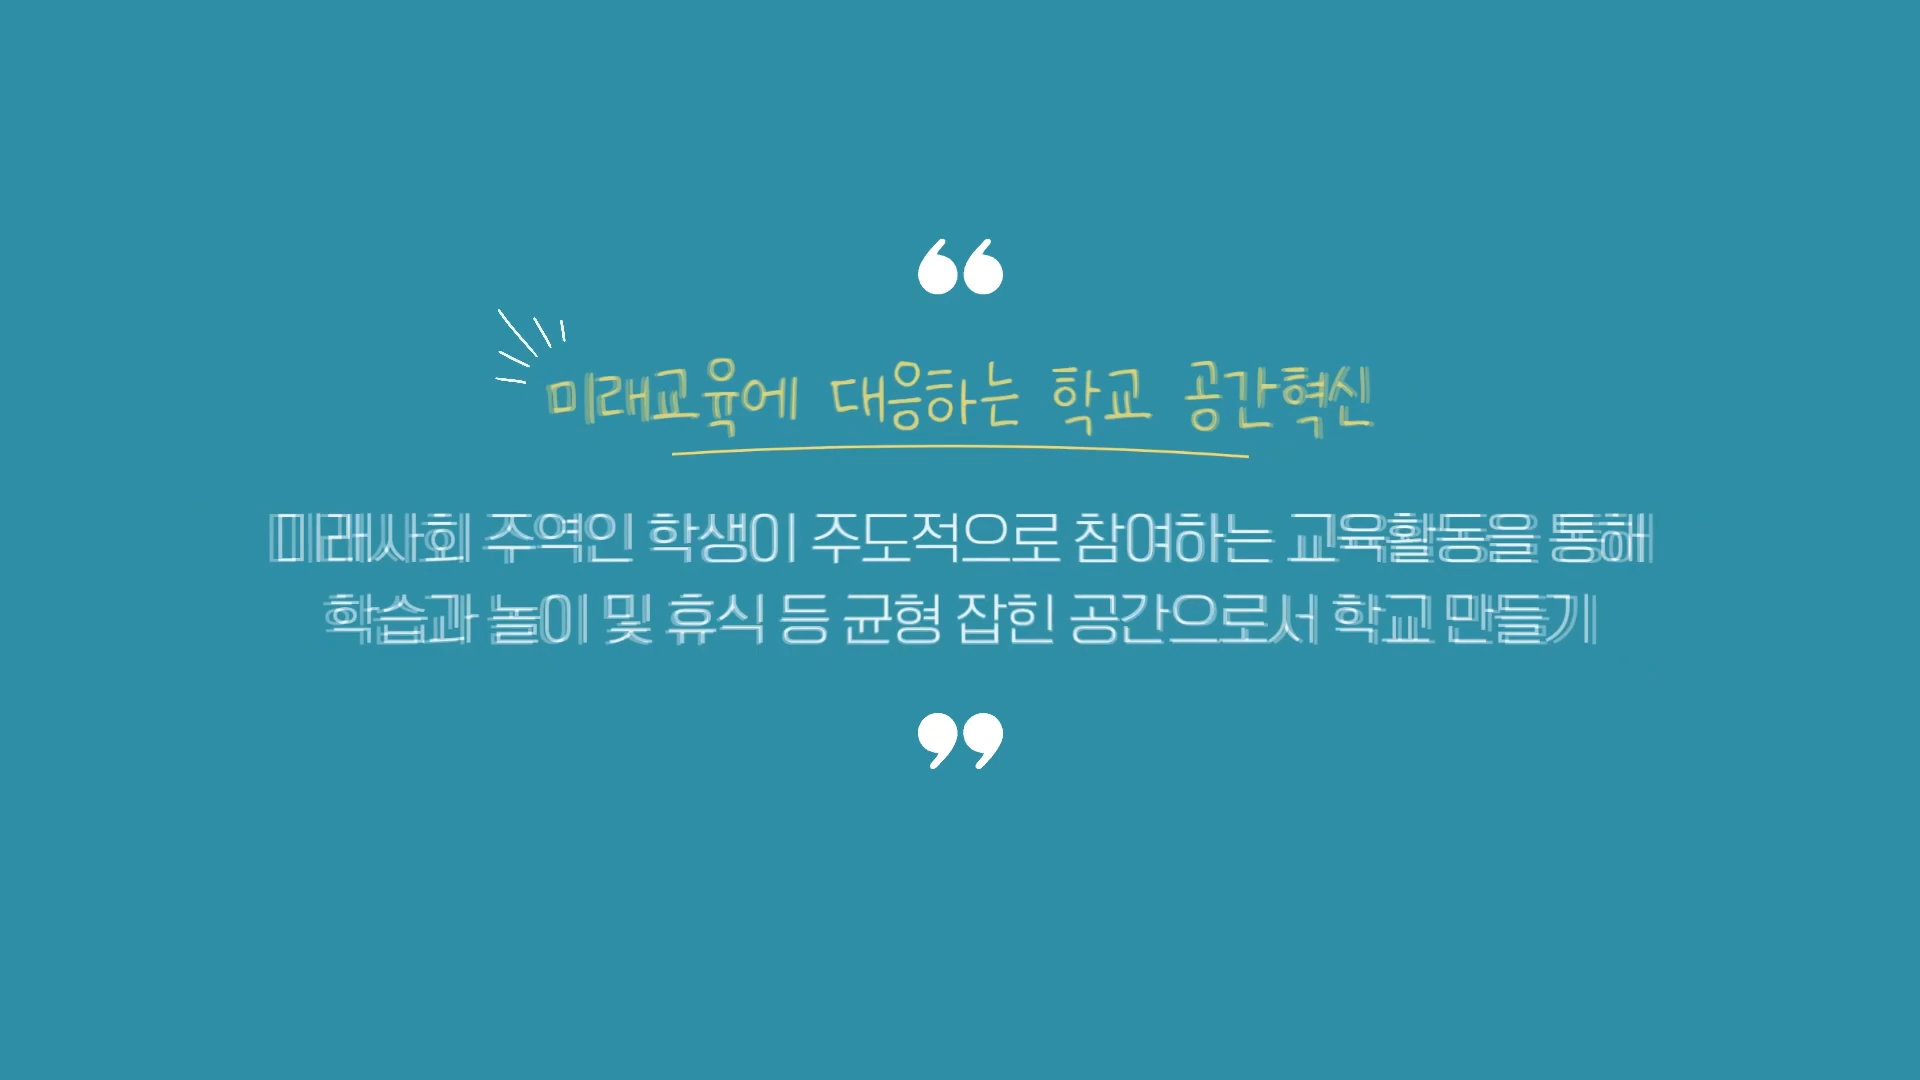 미래교육에 대응하는 학교 공간혁신
미래사회 주역인 학생이 주도적으로 참여하는 교육활동을 통해
학습과 놀이 및 휴식 등 균형 잡힌 공간으로서 학교 만들기